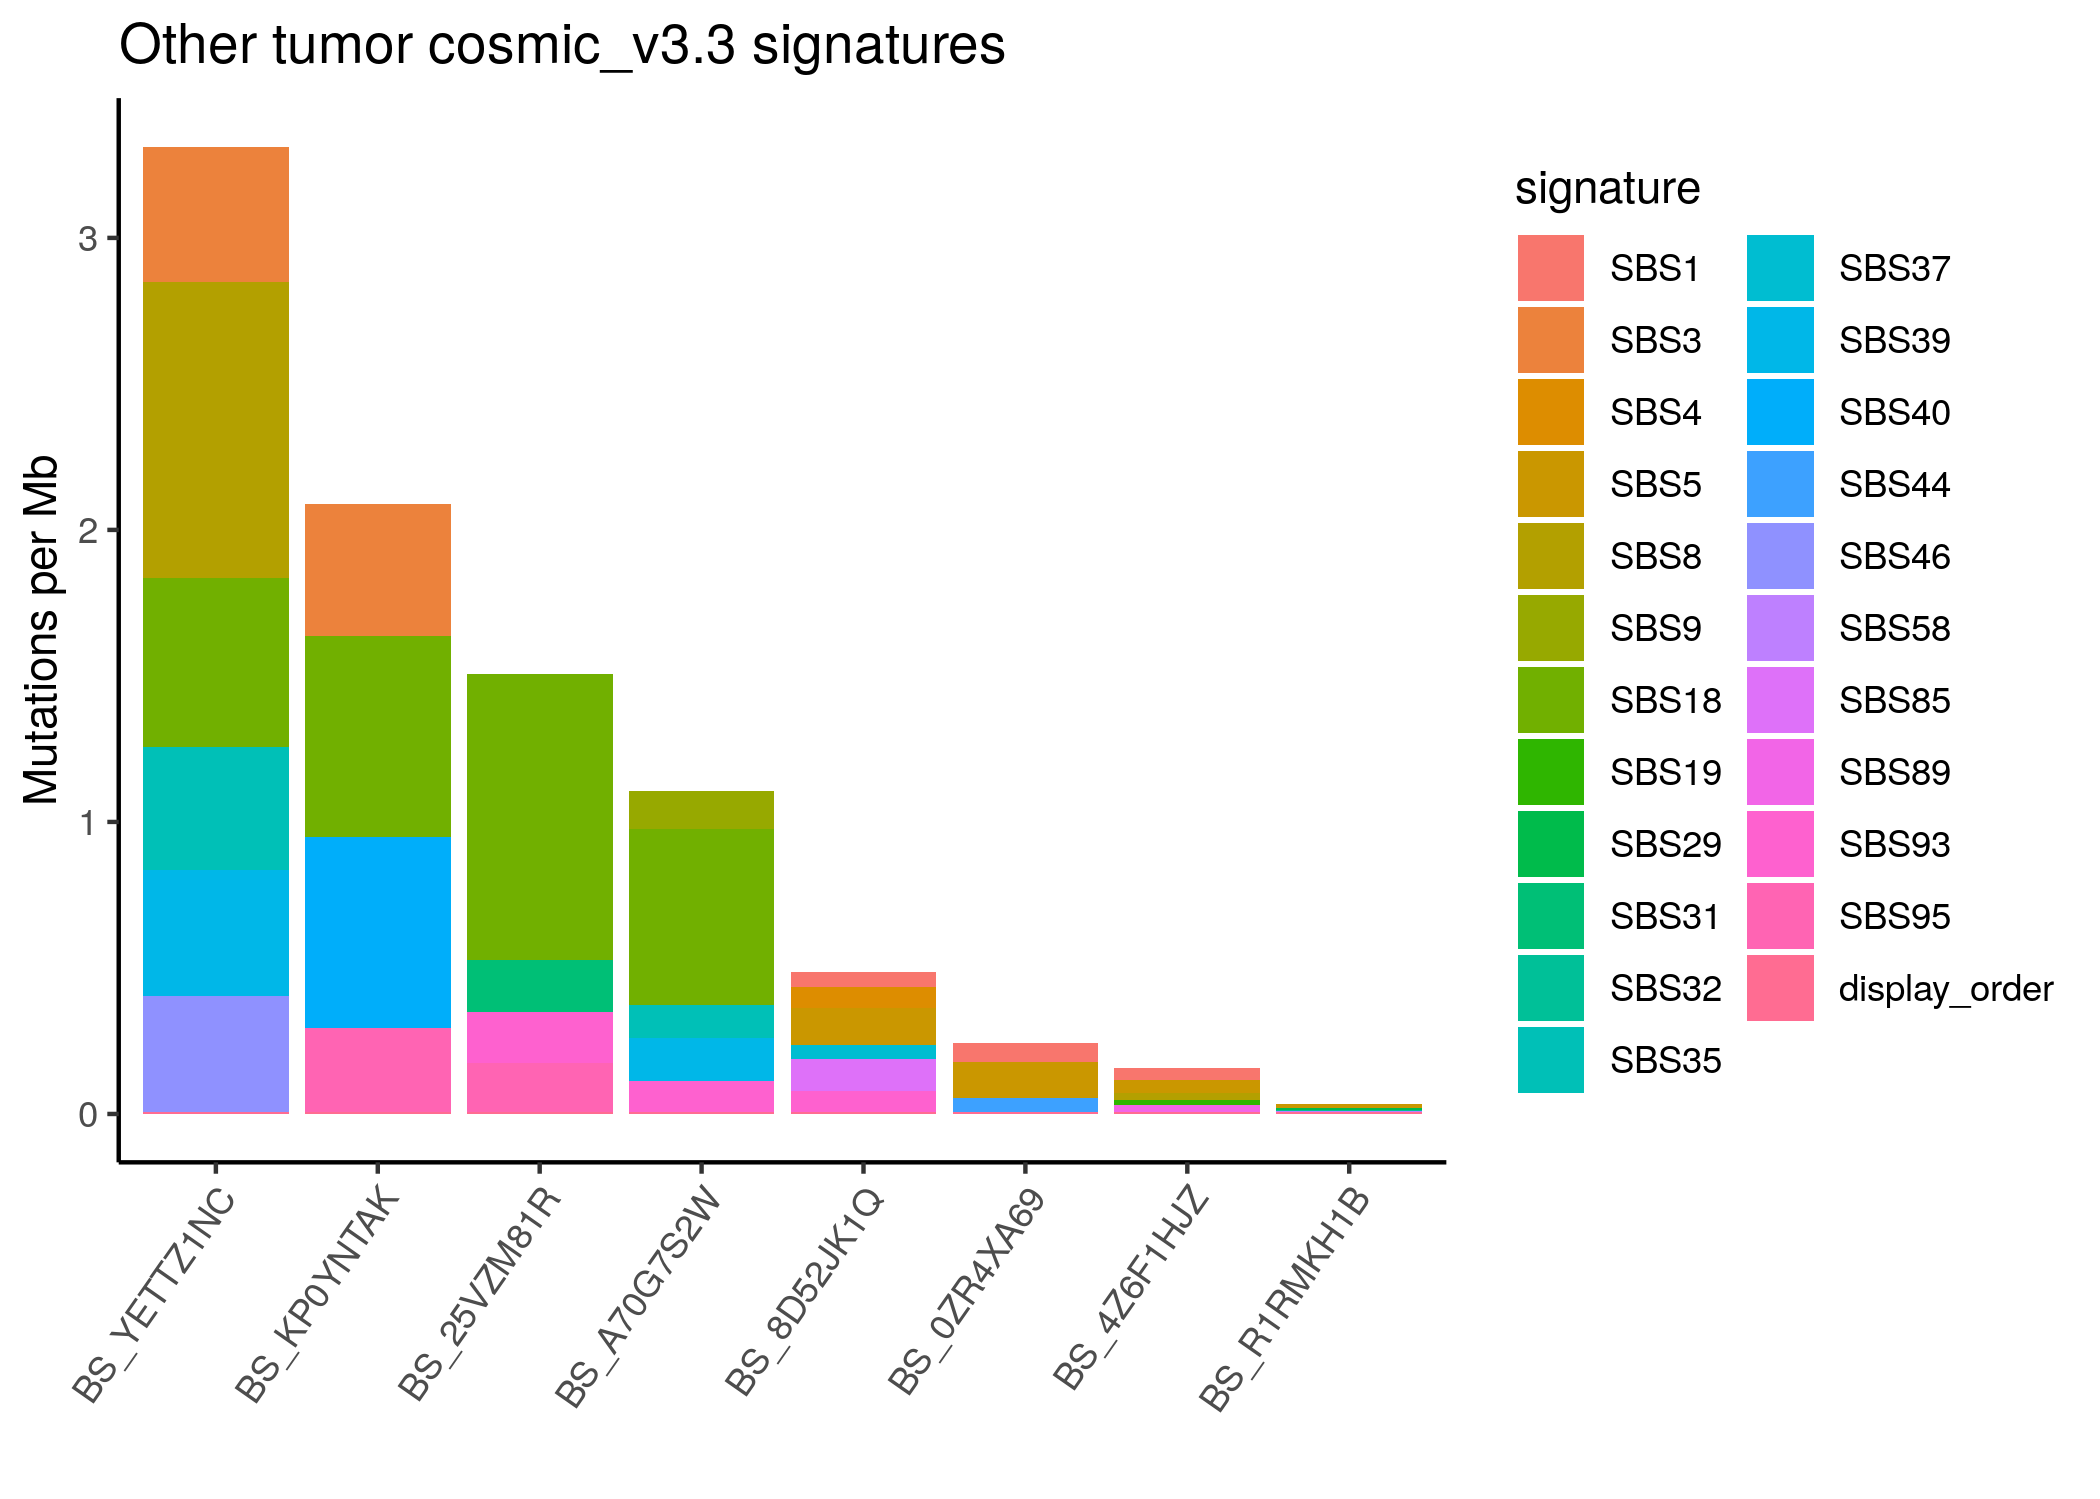 Other tumor cosmic_v3.3 signatures
Mutations per Mb
3
2
1
0
BS_YETTZ1NC
BS_KP0YNTAK
BS_25VZM81R
BS_A70G7S2W
BS_8D52JK1Q
BS_0ZR4XA69
BS_4Z6F1HJZ
BS_R1RMKH1B
signature
SBS1
SBS3
SBS4
SBS5
SBS8
SBS9
SBS18
SBS19
SBS29
SBS31
SBS32
SBS35
SBS37
SBS39
SBS40
SBS44
SBS46
SBS58
SBS85
SBS89
SBS93
SBS95
display_order